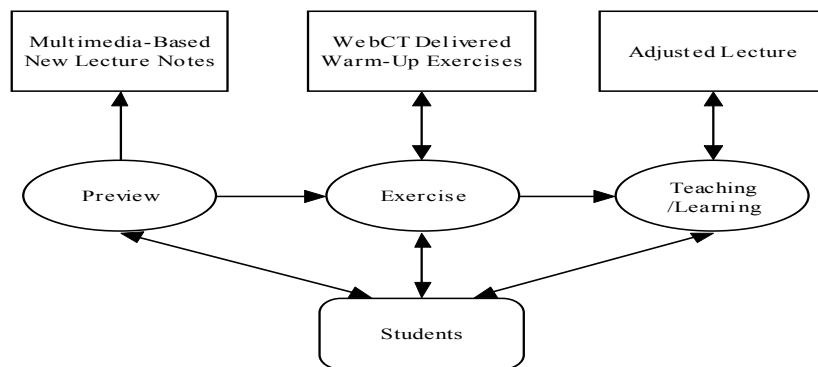 Multimedia-Based
New Lecture Notes
WebCT Delivered
Warm-Up Exercises
Adjusted Lecture
Preview
Exercise
Teaching
/Learning
Students